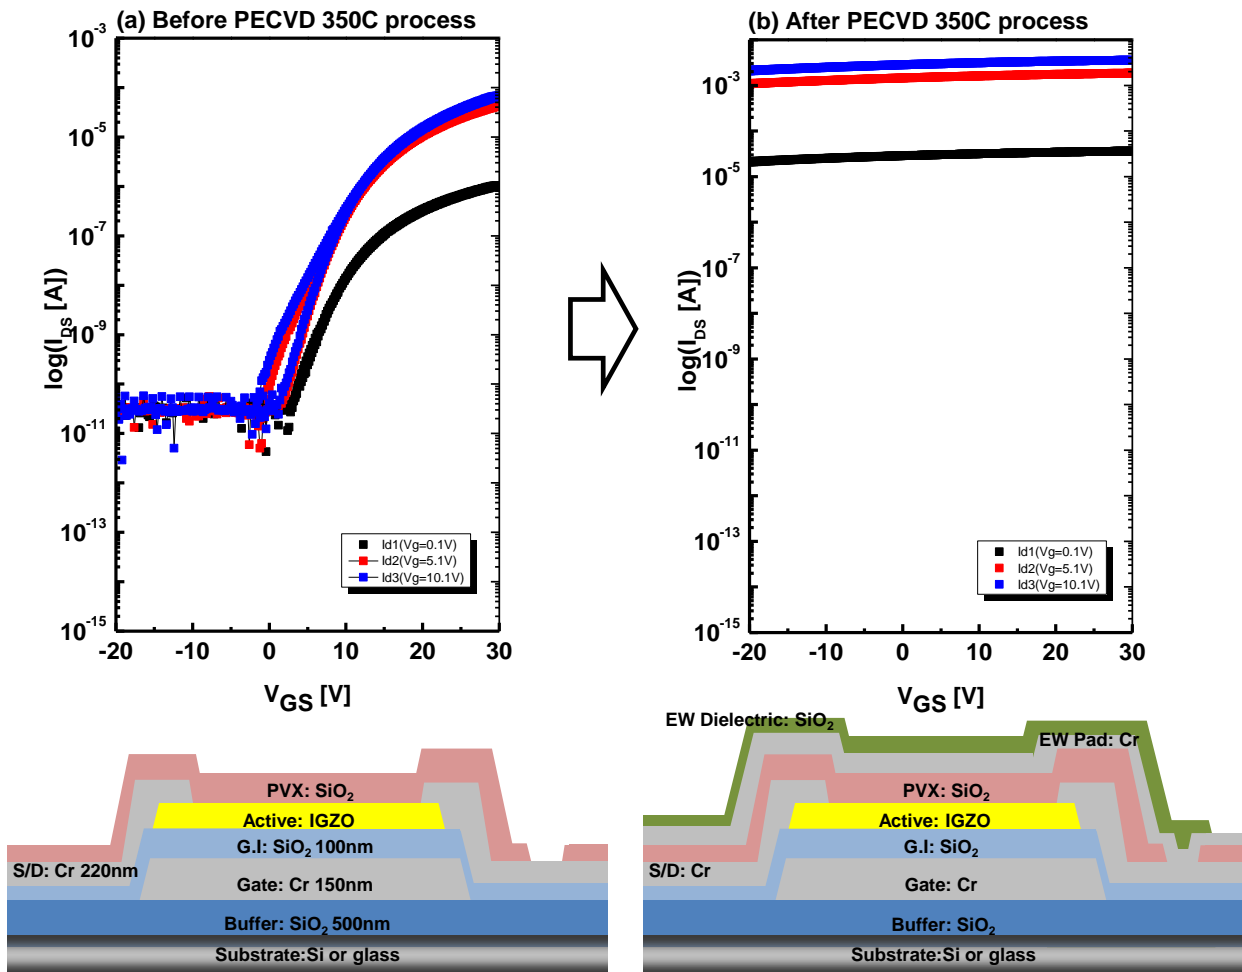 (a) Before PECVD 350C process
10⁻³
10⁻⁵
10⁻⁷
10⁻⁹
10⁻¹¹
10⁻¹³
10⁻¹⁵
log(I_DS [A])
Id1(Vg=0.1V)
Id2(Vg=5.1V)
Id3(Vg=10.1V)
-20 -10 0 10 20 30
V_GS [V]
PVX: SiO₂
Active: IGZO
G.I: SiO₂ 100nm
S/D: Cr 220nm
Gate: Cr 150nm
Buffer: SiO₂ 500nm
Substrate:Si or glass
(b) After PECVD 350C process
10⁻³
10⁻⁵
10⁻⁷
10⁻⁹
10⁻¹¹
10⁻¹³
10⁻¹⁵
log(I_DS [A])
Id1(Vg=0.1V)
Id2(Vg=5.1V)
Id3(Vg=10.1V)
-20 -10 0 10 20 30
V_GS [V]
EW Dielectric: SiO₂
EW Pad: Cr
PVX: SiO₂
Active: IGZO
G.I: SiO₂
S/D: Cr
Gate: Cr
Buffer: SiO₂
Substrate:Si or glass